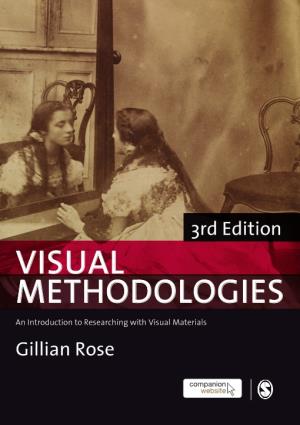 3rd Edition
VISUAL
METHODOLOGIES
An Introduction to Researching with Visual Materials
Gillian Rose
companion
website
S